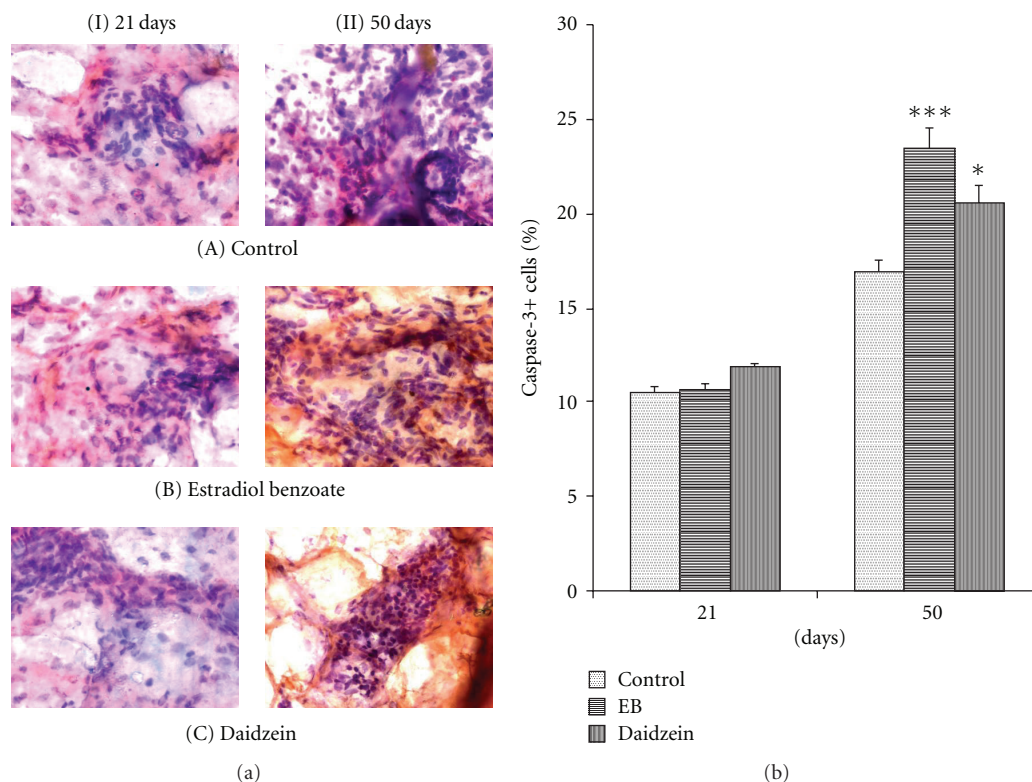 (I) 21 days
(II) 50 days
(A) Control
(B) Estradiol benzoate
(C) Daidzein
(a)
30
25
20
15
10
5
0
Caspase-3+ cells (%)
***
*
21
50
(days)
Control
EB
Daidzein
(b)